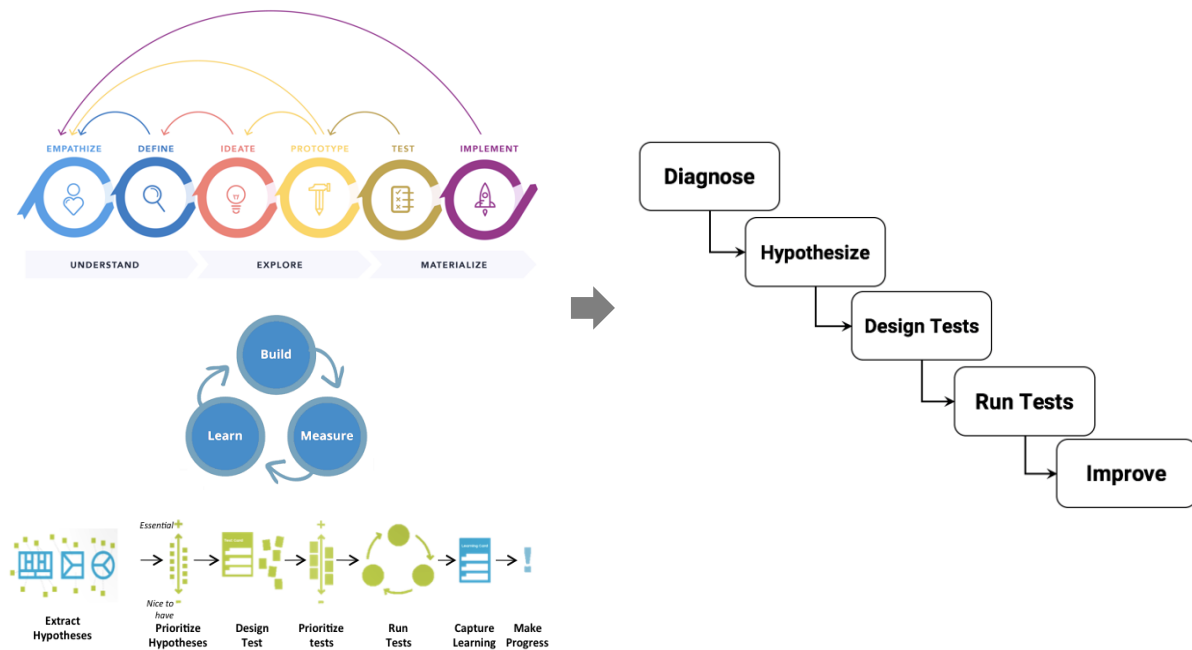 EMPATHIZE
DEFINE
IDEATE
PROTOTYPE
TEST
IMPLEMENT
UNDERSTAND
EXPLORE
MATERIALIZE
Build
Learn
Measure
Essential
Nice to
have
Extract
Hypotheses
Prioritize
Hypotheses
Design
Test
Prioritize
tests
Run
Tests
Capture
Learning
Make
Progress
Diagnose
Hypothesize
Design Tests
Run Tests
Improve